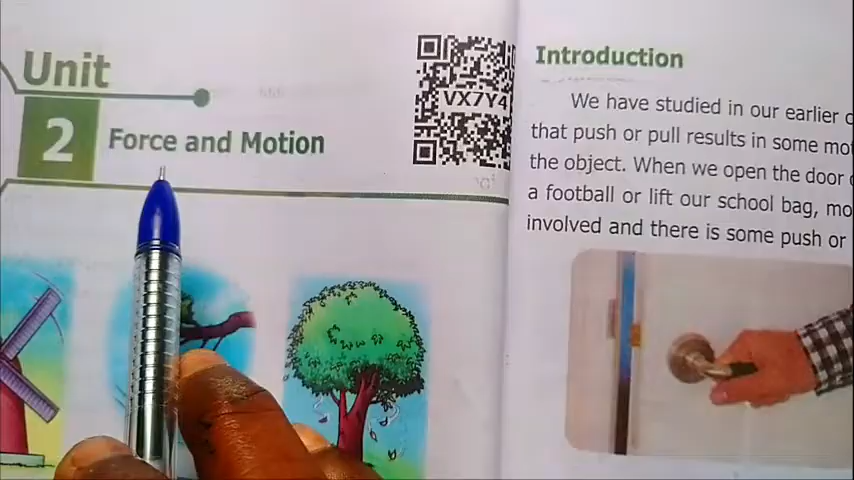 Unit
2
Force and Motion
VX7Y4
Introduction
We have studied in our earlier
that push or pull results in some
the object. When we open the door
a football or lift our school bag,
involved and there is some push or